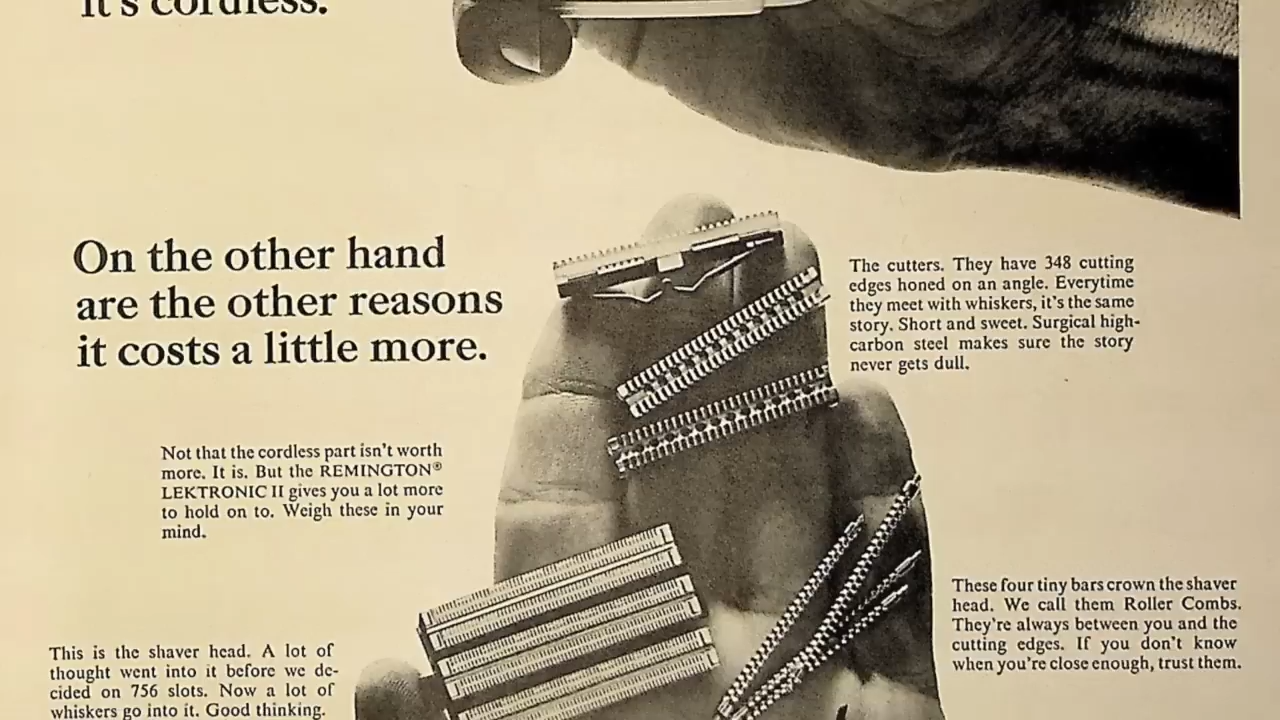 it's cordless.
On the other hand
are the other reasons
it costs a little more.
The cutters. They have 348 cutting
edges honed on an angle. Everytime
they meet with whiskers, it's the same
story. Short and sweet. Surgical high-
carbon steel makes sure the story
never gets dull.
Not that the cordless part isn't worth
more. It is. But the REMINGTON®
LEKTRONIC II gives you a lot more
to hold on to. Weigh these in your
mind.
These four tiny bars crown the shaver
head. We call them Roller Combs.
They're always between you and the
cutting edges. If you don't know
when you're close enough, trust them.
This is the shaver head. A lot of
thought went into it before we de-
cided on 756 slots. Now a lot of
whiskers go into it. Good thinking.